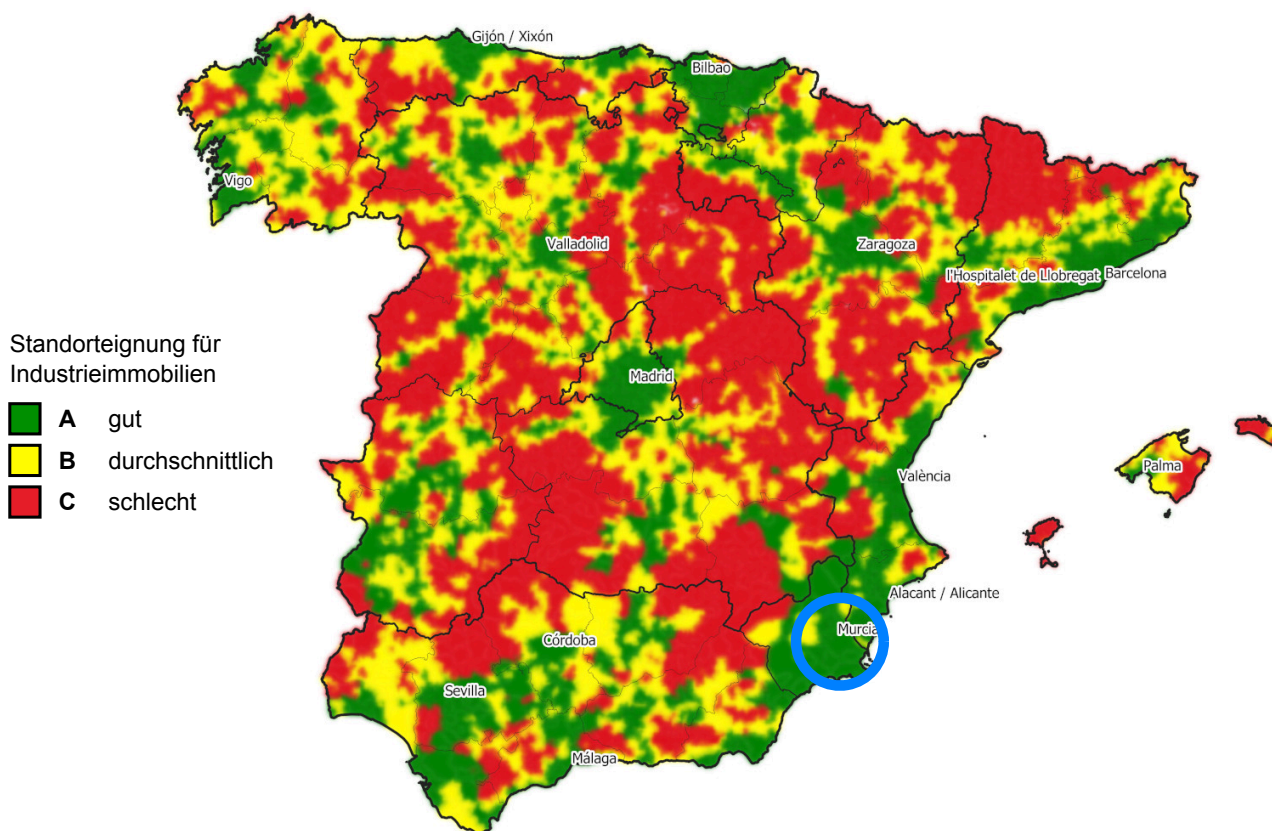 Gijón / Xixón
Bilbao
Vigo
Valladolid
Zaragoza
l'Hospitalet de Llobregat
Barcelona
Standorteignung für
Industrieimmobilien
A gut
B durchschnittlich
C schlecht
Madrid
Palma
València
Alacant / Alicante
Murcia
Córdoba
Sevilla
Málaga